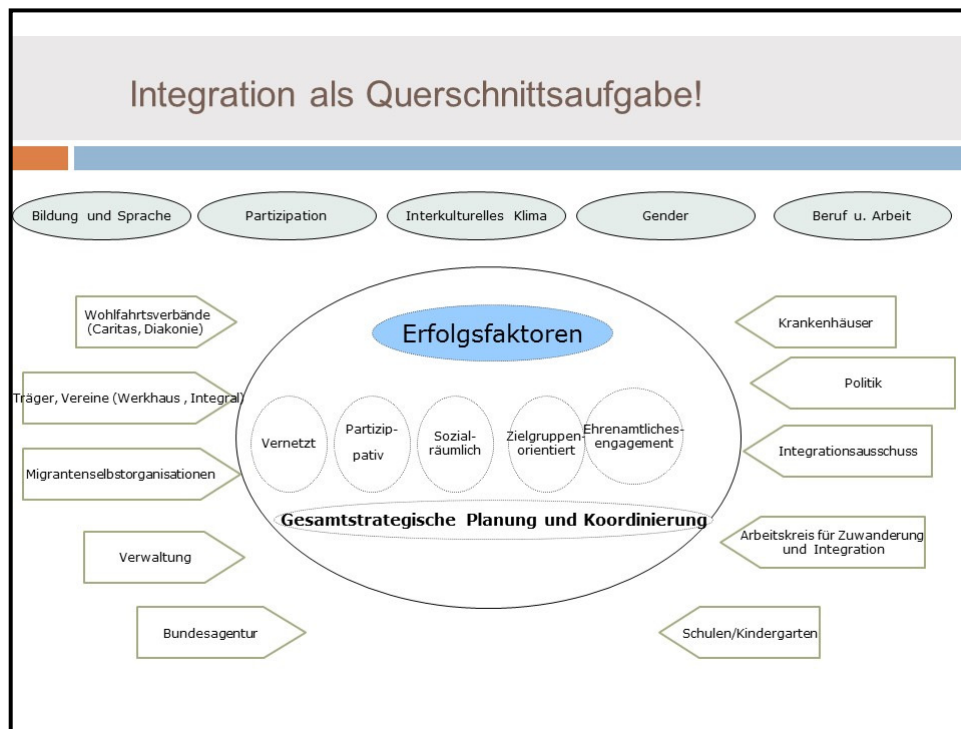 Integration als Querschnittsaufgabe!
Bildung und Sprache
Partizipation
Interkulturelles Klima
Gender
Beruf u. Arbeit
Wohlfahrtsverbände
(Caritas, Diakonie)
Träger, Vereine (Werkhaus , Integral)
Migrantenselbstorganisationen
Verwaltung
Bundesagentur
Erfolgsfaktoren
Vernetzt
Partizip-
pativ
Sozial-
räumlich
Zielgruppen-
orientiert
Ehrenamtliches-
engagement
Gesamtstrategische Planung und Koordinierung
Krankenhäuser
Politik
Integrationsausschuss
Arbeitskreis für Zuwanderung
und Integration
Schulen/Kindergarten